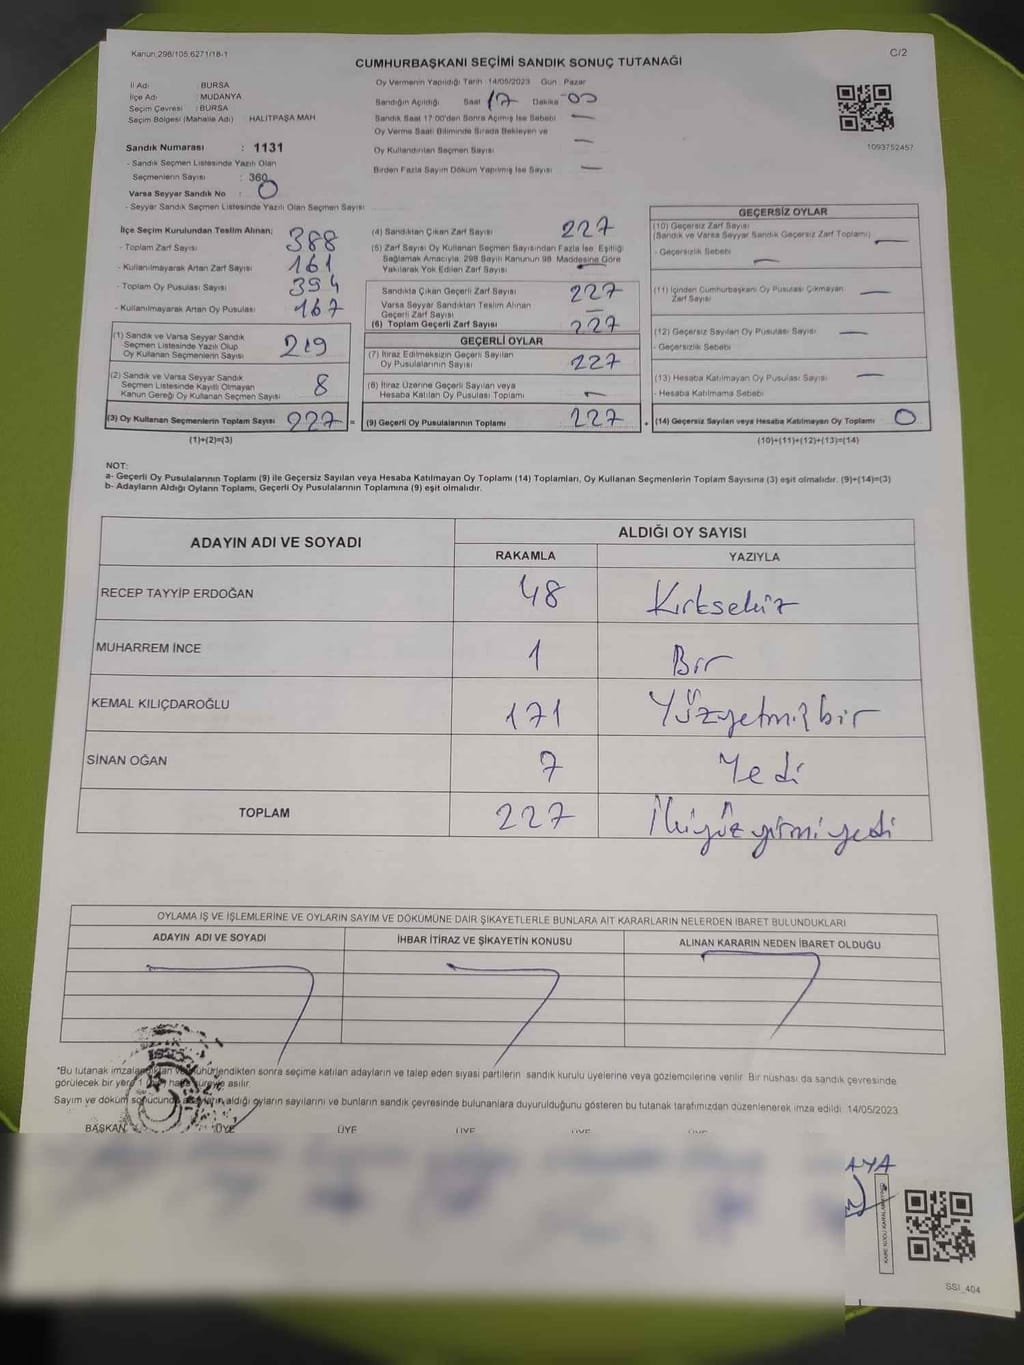 Kanun 298/105,6271/18-1
C/2
CUMHURBAŞKANI SEÇİMİ SANDIK SONUÇ TUTANAĞI
İl Adı : BURSA
İlçe Adı : MUDANYA
Seçim Çevresi : BURSA
Seçim Bölgesi (Mahalle Adı) HALİTPAŞA MAH
Sandık Numarası : 1131
- Sandık Seçmen Listesinde Yazılı Olan
Seçmenlerin Sayısı : 360
Varsa Seyyar Sandık No : 0
- Seyyar Sandık Seçmen Listesinde Yazılı Olan Seçmen Sayısı
Oy Vermenin Yapıldığı Tarih 14/05/2023 Gün Pazar
Sandığın Açıldığı Saat 17 Dakika 00
Sandık Saat 17:00'den Sonra Açılmış İse Sebebi —
Oy Verme Saati Bitiminde Sırada Bekleyen ve
Oy Kullandırılan Seçmen Sayısı —
Birden Fazla Sayım Döküm Yapılmış İse Sayısı —
1093752457
İlçe Seçim Kurulundan Teslim Alınan;
- Toplam Zarf Sayısı 388
- Kullanılmayarak Artan Zarf Sayısı 161
- Toplam Oy Pusulası Sayısı 394
- Kullanılmayarak Artan Oy Pusulası 167
(1) Sandık ve Varsa Seyyar Sandık
Seçmen Listesinde Yazılı Olup
Oy Kullanan Seçmenlerin Sayısı 219
(2) Sandık ve Varsa Seyyar Sandık
Seçmen Listesinde Kayıtlı Olmayan
Kanun Gereği Oy Kullanan Seçmen Sayısı 8
(3) Oy Kullanan Seçmenlerin Toplam Sayısı 227 =
(1)+(2)=(3)
(4) Sandıktan Çıkan Zarf Sayısı 227
(5) Zarf Sayısı Oy Kullanan Seçmen Sayısından Fazla İse, Eşitliği
Sağlamak Amacıyla, 298 Sayılı Kanunun 98. Maddesine Göre
Yakılarak Yok Edilen Zarf Sayısı —
Sandıkta Çıkan Geçerli Zarf Sayısı 227
Varsa Seyyar Sandıktan Teslim Alınan
Geçerli Zarf Sayısı —
(6) Toplam Geçerli Zarf Sayısı 227
GEÇERLİ OYLAR
(7) İtiraz Edilmeksizin Geçerli Sayılan
Oy Pusulalarının Sayısı 227
(8) İtiraz Üzerine Geçerli Sayılan veya
Hesaba Katılan Oy Pusulası Toplamı —
(9) Geçerli Oy Pusulalarının Toplamı 227 +
GEÇERSİZ OYLAR
(10) Geçersiz Zarf Sayısı
(Sandık ve Varsa Seyyar Sandık Geçersiz Zarf Toplamı) —
- Geçersizlik Sebebi —
(11) İçinden Cumhurbaşkanı Oy Pusulası Çıkmayan
Zarf Sayısı —
(12) Geçersiz Sayılan Oy Pusulası Sayısı —
- Geçersizlik Sebebi
(13) Hesaba Katılmayan Oy Pusulası Sayısı —
- Hesaba Katılmama Sebebi
(14) Geçersiz Sayılan veya Hesaba Katılmayan Oy Toplamı 0
(10)+(11)+(12)+(13)=(14)
NOT:
a- Geçerli Oy Pusulalarının Toplamı (9) ile Geçersiz Sayılan veya Hesaba Katılmayan Oy Toplamı (14) Toplamları, Oy Kullanan Seçmenlerin Toplam Sayısına (3) eşit olmalıdır. (9)+(14)=(3)
b- Adayların Aldığı Oyların Toplamı, Geçerli Oy Pusulalarının Toplamına (9) eşit olmalıdır.
ADAYIN ADI VE SOYADI
ALDIĞI OY SAYISI
RAKAMLA YAZIYLA
RECEP TAYYİP ERDOĞAN 48 Kırksekiz
MUHARREM İNCE 1 Bir
KEMAL KILIÇDAROĞLU 171 Yüzyetmişbir
SİNAN OĞAN 7 Yedi
TOPLAM 227 İkiyüzyirmiyedi
OYLAMA İŞ VE İŞLEMLERİNE VE OYLARIN SAYIM VE DÖKÜMÜNE DAİR ŞİKAYETLERLE BUNLARA AİT KARARLARIN NELERDEN İBARET BULUNDUKLARI
ADAYIN ADI VE SOYADI İHBAR İTİRAZ VE ŞİKAYETİN KONUSU ALINAN KARARIN NEDEN İBARET OLDUĞU
*Bu tutanak sonra seçime katılan adayların ve talep eden siyasi partilerin sandık kurulu üyelerine veya gözlemcilerine verilir. Bir nüshası da sandık çevresinde
görülecek bir yere 1 asılır.
Sayım ve döküm sonucunda aldığı oyların sayılarını ve bunların sandık çevresinde bulunanlara duyurulduğunu gösteren bu tutanak tarafımızdan düzenlenerek imza edildi. 14/05/2023
BAŞKAN ÜYE ÜYE ÜYE
SSI_404